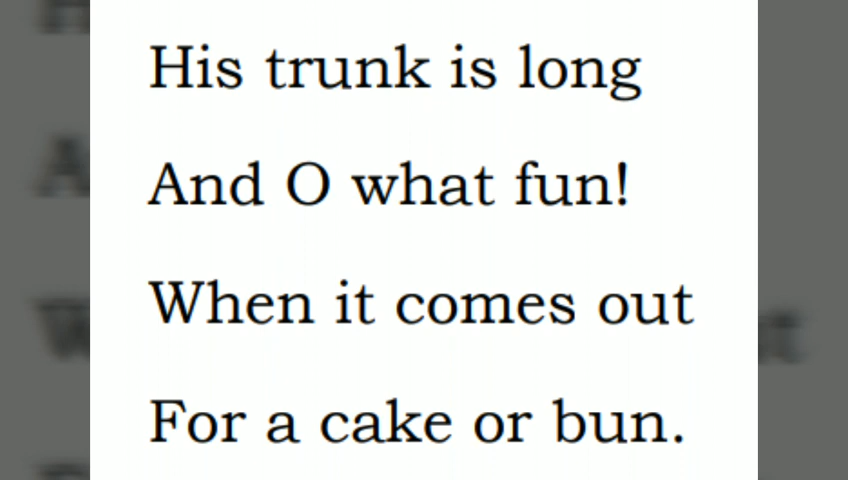 His trunk is long
And O what fun!
When it comes out
For a cake or bun.